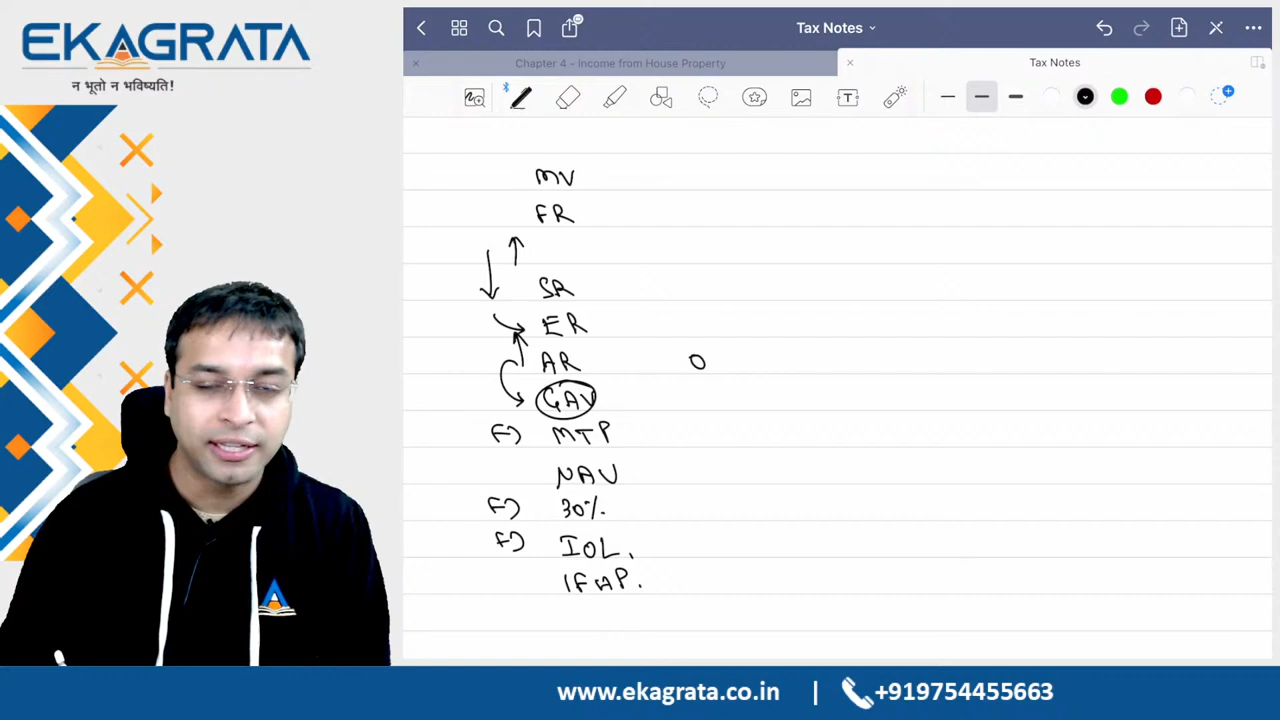 EKAGRATA
न भूतो न भविष्यति!
Tax Notes
Chapter 4 – Income from House Property
Tax Notes
MV
FR
SR
ER
AR O
GAV
(-) MTP
NAV
(-) 30%.
(-) IOL.
IFHP.
www.ekagrata.co.in | +919754455663